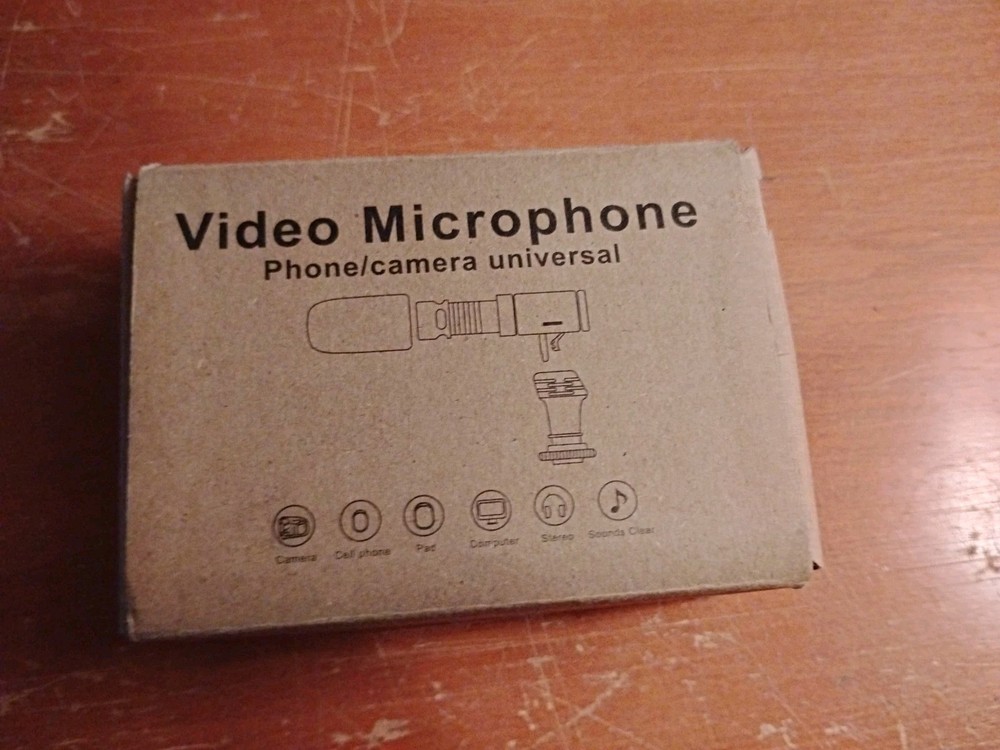 Video Microphone
Phone/camera universal
Camera Cell phone Pad Computer Stereo Sounds Clear